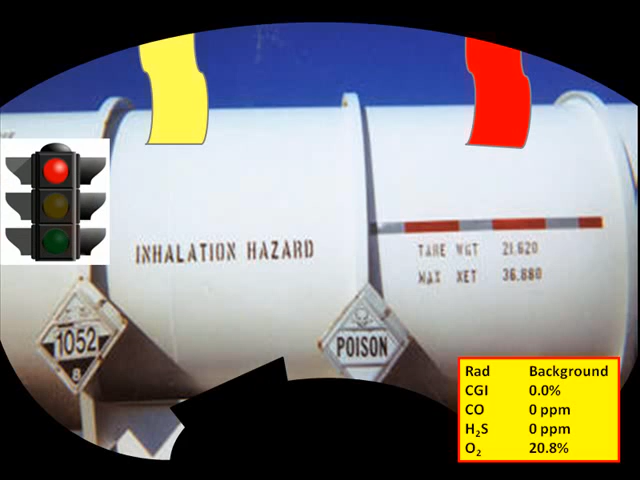 INHALATION HAZARD
TARE WGT 21.620
MAX NET 36.880
1052
8
POISON
Rad Background
CGI 0.0%
CO 0 ppm
H₂S 0 ppm
O₂ 20.8%